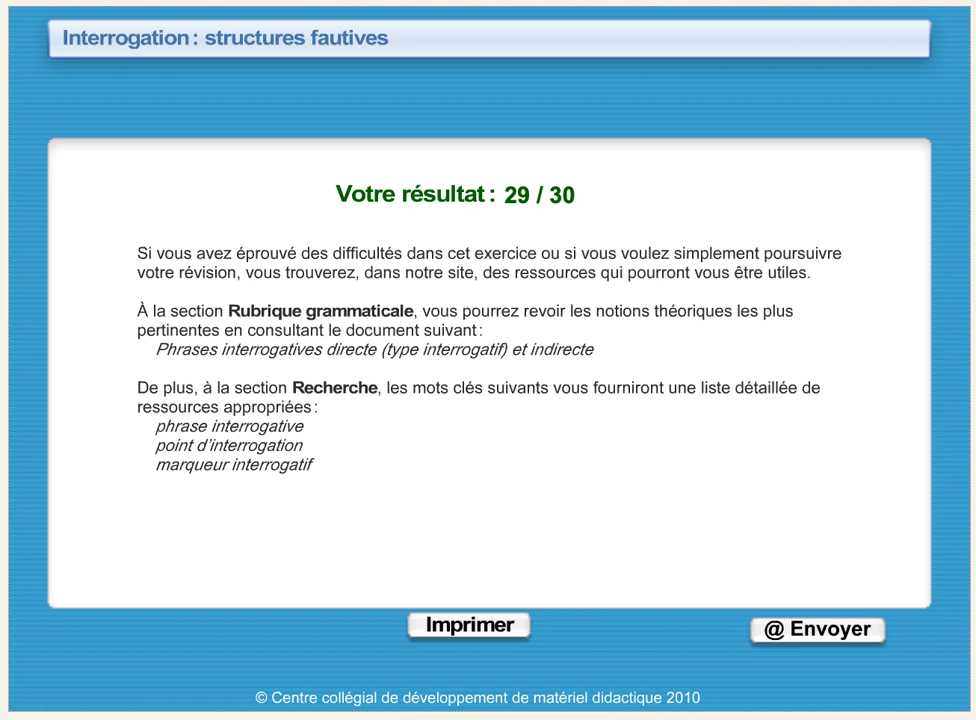 Interrogation : structures fautives
Votre résultat : 29 / 30
Si vous avez éprouvé des difficultés dans cet exercice ou si vous voulez simplement poursuivre
votre révision, vous trouverez, dans notre site, des ressources qui pourront vous être utiles.
À la section Rubrique grammaticale, vous pourrez revoir les notions théoriques les plus
pertinentes en consultant le document suivant :
Phrases interrogatives directe (type interrogatif) et indirecte
De plus, à la section Recherche, les mots clés suivants vous fourniront une liste détaillée de
ressources appropriées :
phrase interrogative
point d'interrogation
marqueur interrogatif
Imprimer
@ Envoyer
© Centre collégial de développement de matériel didactique 2010